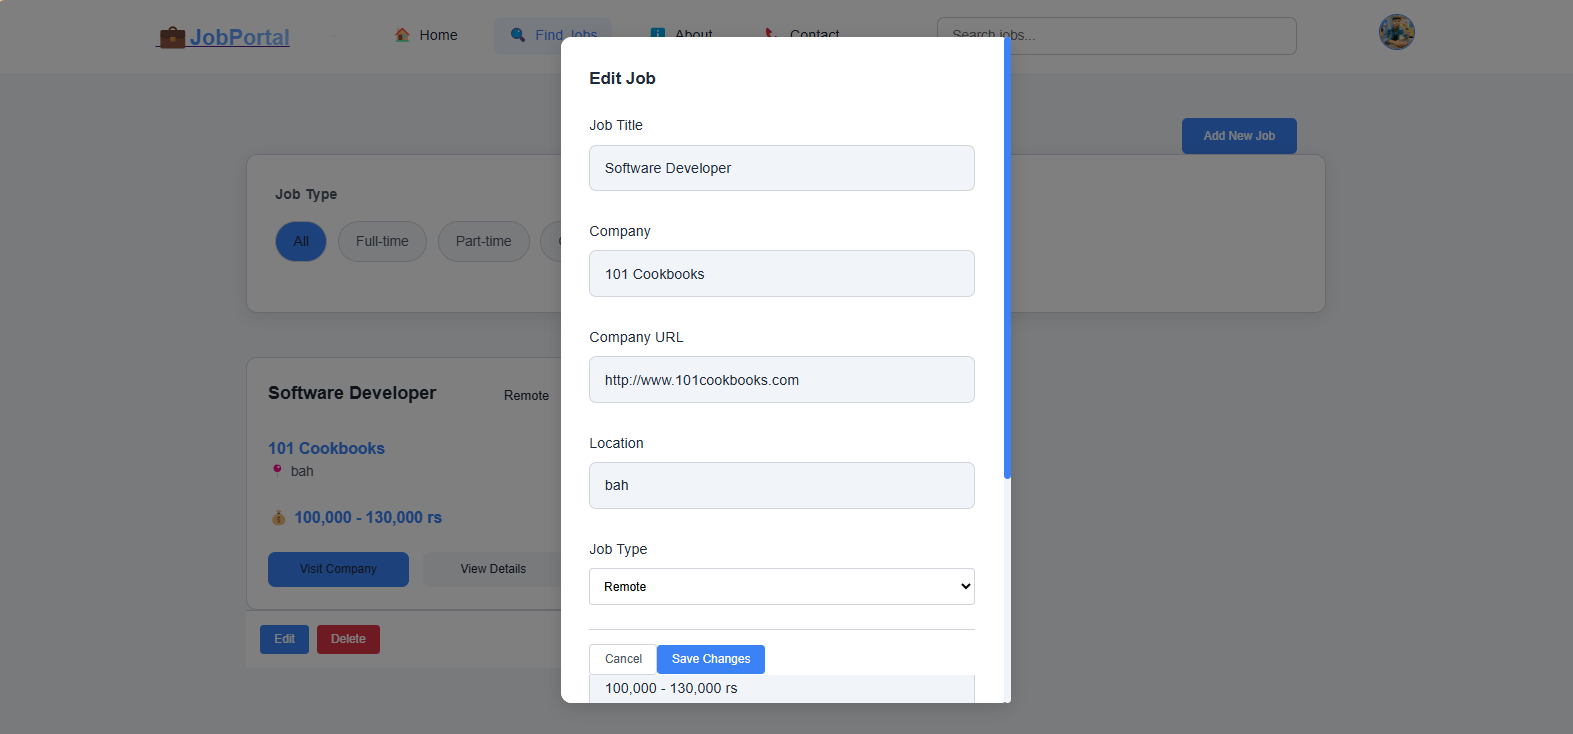 JobPortal
Home
Find Jobs
About
Contact
Search jobs...
Add New Job
Job Type
All
Full-time
Part-time
Software Developer
Remote
101 Cookbooks
bah
100,000 - 130,000 rs
Visit Company
View Details
Edit
Delete
Edit Job
Job Title
Software Developer
Company
101 Cookbooks
Company URL
http://www.101cookbooks.com
Location
bah
Job Type
Remote
Cancel
Save Changes
100,000 - 130,000 rs